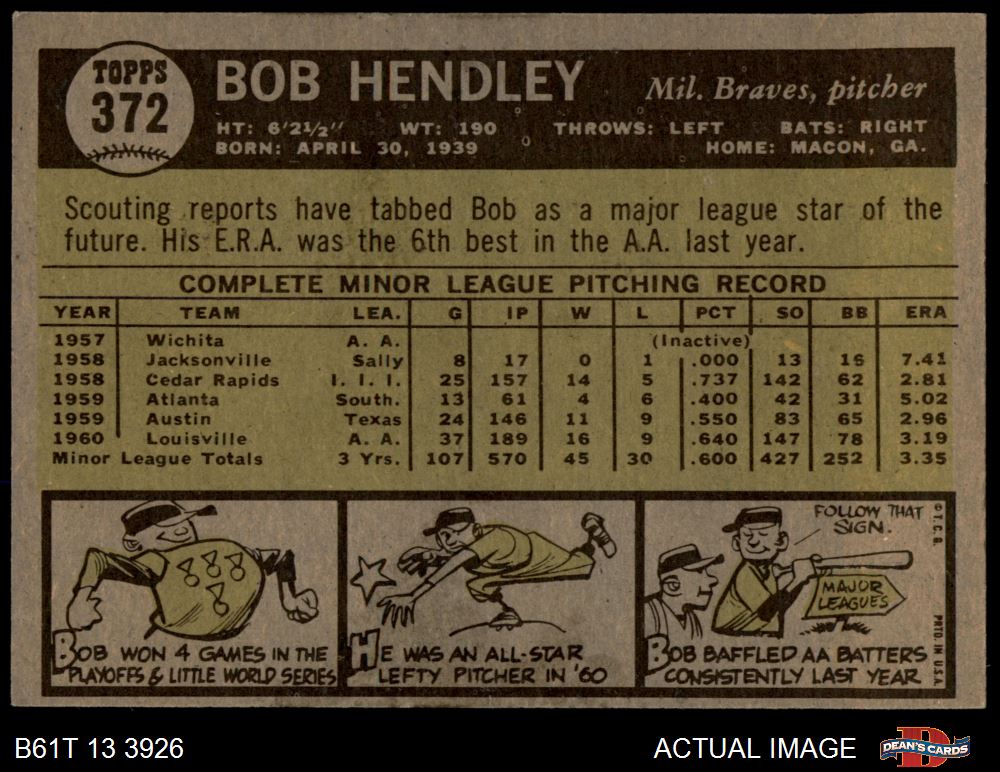 TOPPS
372
BOB HENDLEY
Mil. Braves, pitcher
HT: 6'2½" WT: 190 THROWS: LEFT BATS: RIGHT
BORN: APRIL 30, 1939 HOME: MACON, GA.
Scouting reports have tabbed Bob as a major league star of the
future. His E.R.A. was the 6th best in the A.A. last year.
COMPLETE MINOR LEAGUE PITCHING RECORD
YEAR TEAM LEA. G IP W L PCT SO BB ERA
1957 Wichita A. A. (Inactive)
1958 Jacksonville Sally 8 17 0 1 .000 13 16 7.41
1958 Cedar Rapids I. I. I. 25 157 14 5 .737 142 62 2.81
1959 Atlanta South. 13 61 4 6 .400 42 31 5.02
1959 Austin Texas 24 146 11 9 .550 83 65 2.96
1960 Louisville A. A. 37 189 16 9 .640 147 78 3.19
Minor League Totals 3 Yrs. 107 570 45 30 .600 427 252 3.35
BOB WON 4 GAMES IN THE
PLAYOFFS & LITTLE WORLD SERIES
HE WAS AN ALL-STAR
LEFTY PITCHER IN '60
FOLLOW THAT
SIGN.
MAJOR
LEAGUES
BOB BAFFLED AA BATTERS
CONSISTENTLY LAST YEAR
© T. C. G.
PRTD. IN U.S.A.
B61T 13 3926
ACTUAL IMAGE
D
DEAN'S CARDS